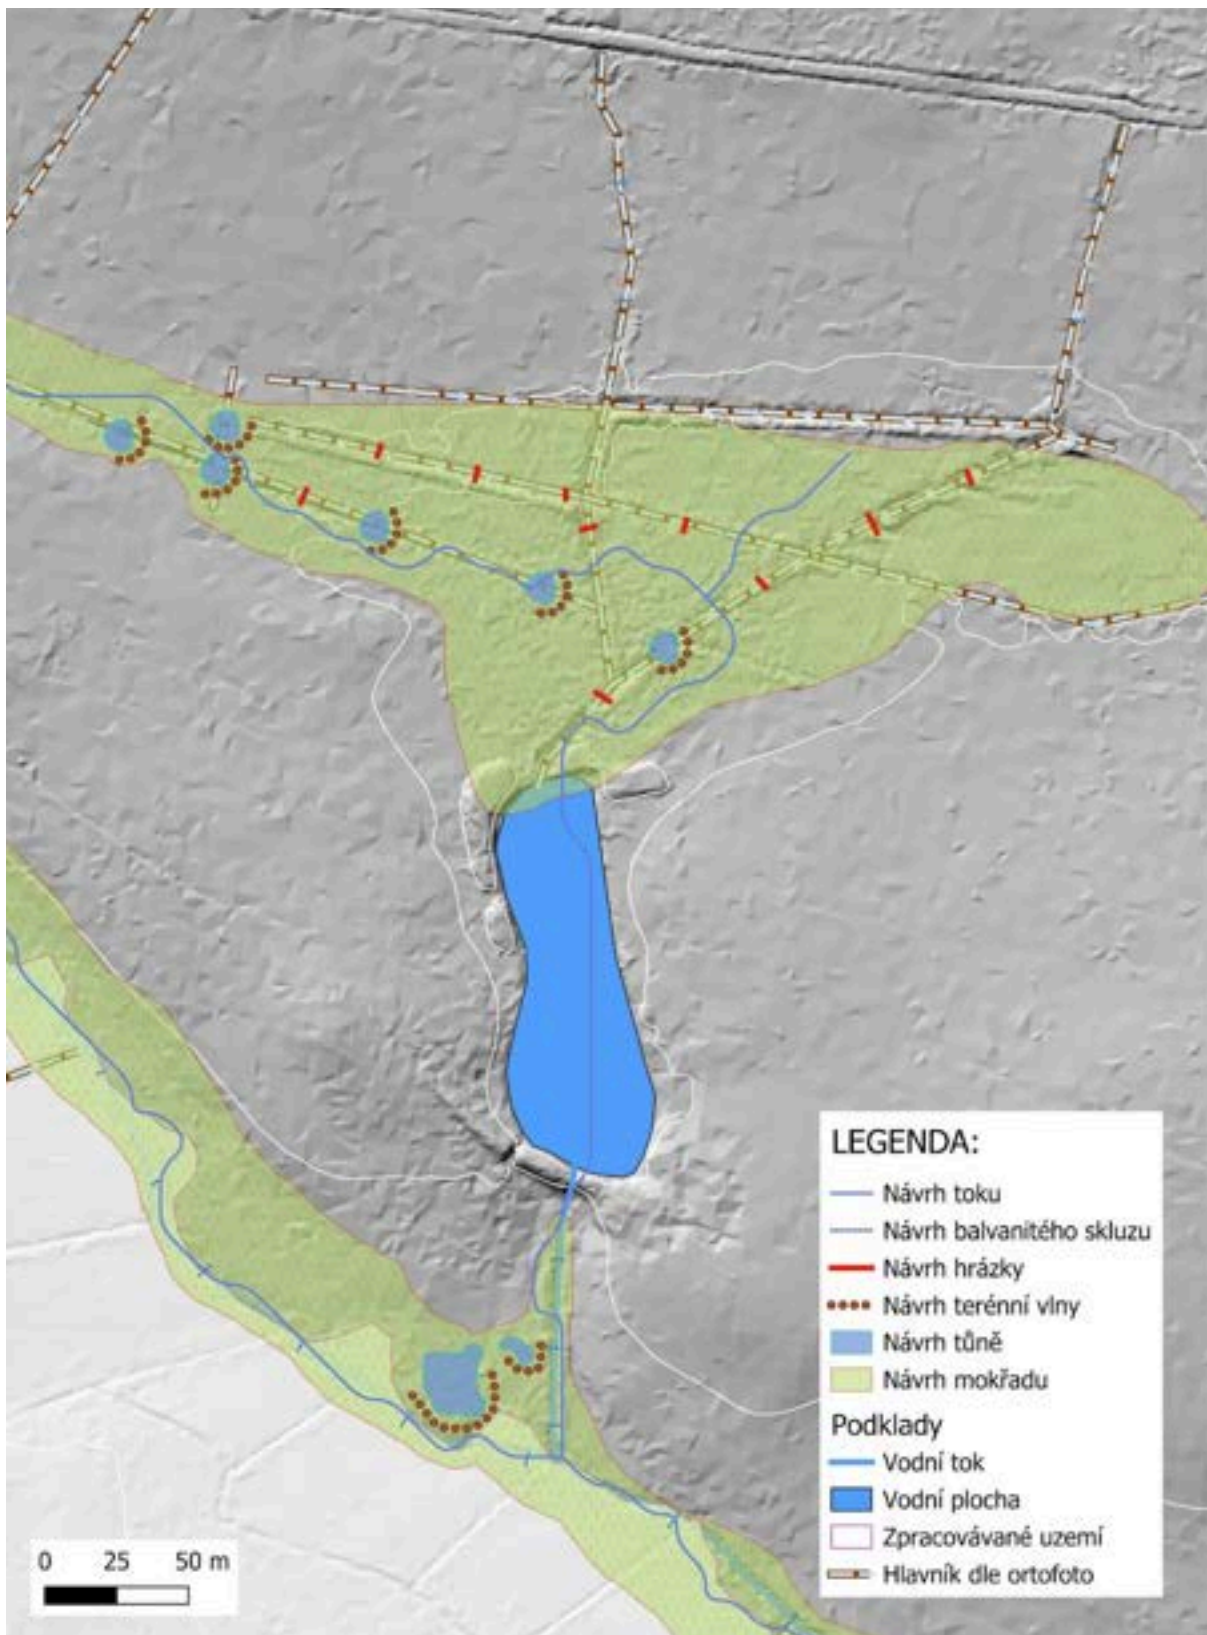 LEGENDA:
Návrh toku
Návrh balvanitého skluzu
Návrh hrázky
Návrh terénní vlny
Návrh tůně
Návrh mokřadu
Podklady
Vodní tok
Vodní plocha
Zpracovávané uzemí
Hlavník dle ortofoto
0 25 50 m